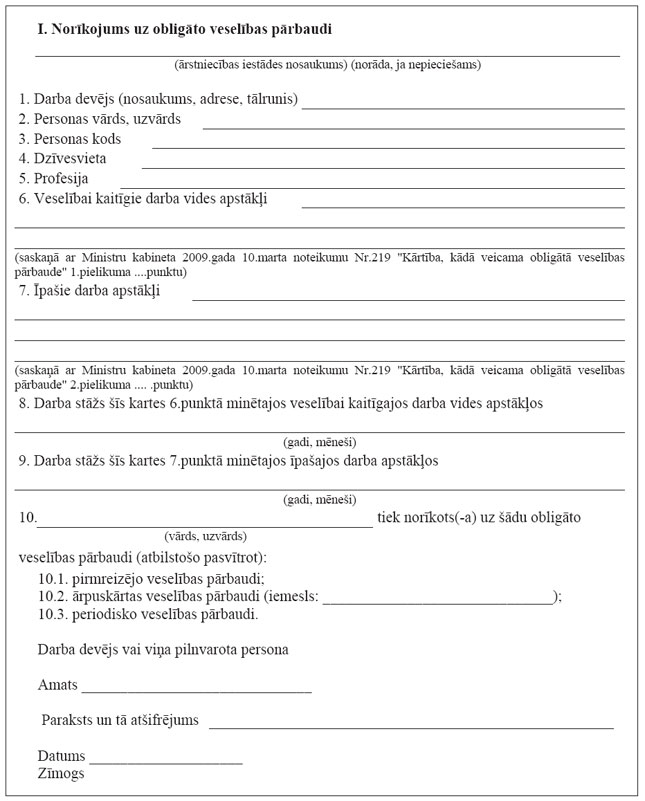 I. Norīkojums uz obligāto veselības pārbaudi
(ārstniecības iestādes nosaukums) (norāda, ja nepieciešams)
1. Darba devējs (nosaukums, adrese, tālrunis)
2. Personas vārds, uzvārds
3. Personas kods
4. Dzīvesvieta
5. Profesija
6. Veselībai kaitīgie darba vides apstākļi
(saskaņā ar Ministru kabineta 2009.gada 10.marta noteikumu Nr.219 "Kārtība, kādā veicama obligātā veselības
pārbaude" 1.pielikuma ....punktu)
7. Īpašie darba apstākļi
(saskaņā ar Ministru kabineta 2009.gada 10.marta noteikumu Nr.219 "Kārtība, kādā veicama obligātā veselības
pārbaude" 2.pielikuma .... .punktu)
8. Darba stāžs šīs kartes 6.punktā minētajos veselībai kaitīgajos darba vides apstākļos
(gadi, mēneši)
9. Darba stāžs šīs kartes 7.punktā minētajos īpašajos darba apstākļos
(gadi, mēneši)
10.______________________ tiek norīkots(-a) uz šādu obligāto
(vārds, uzvārds)
veselības pārbaudi (atbilstošo pasvītrot):
10.1. pirmreizējo veselības pārbaudi;
10.2. ārpuskārtas veselības pārbaudi (iemesls: ______________________________);
10.3. periodisko veselības pārbaudi.
Darba devējs vai viņa pilnvarota persona
Amats ______________________________
Paraksts un tā atšifrējums
Datums ____________________
Zīmogs